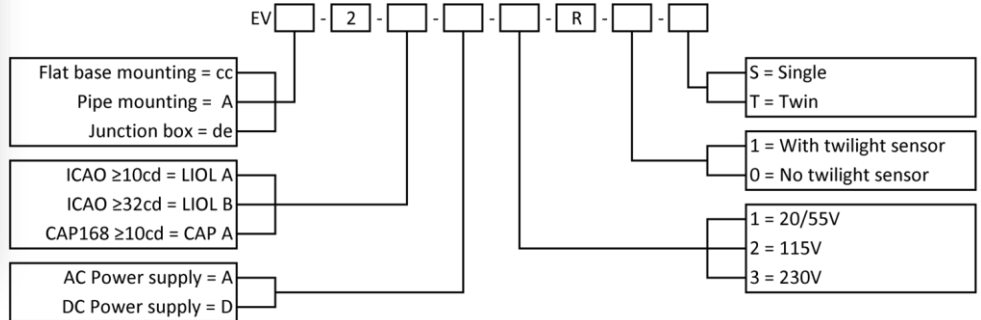 EV - 2 - - - - R - -
Flat base mounting = cc
Pipe mounting = A
Junction box = de
ICAO ≥10cd = LIOL A
ICAO ≥32cd = LIOL B
CAP168 ≥10cd = CAP A
AC Power supply = A
DC Power supply = D
S = Single
T = Twin
1 = With twilight sensor
0 = No twilight sensor
1 = 20/55V
2 = 115V
3 = 230V